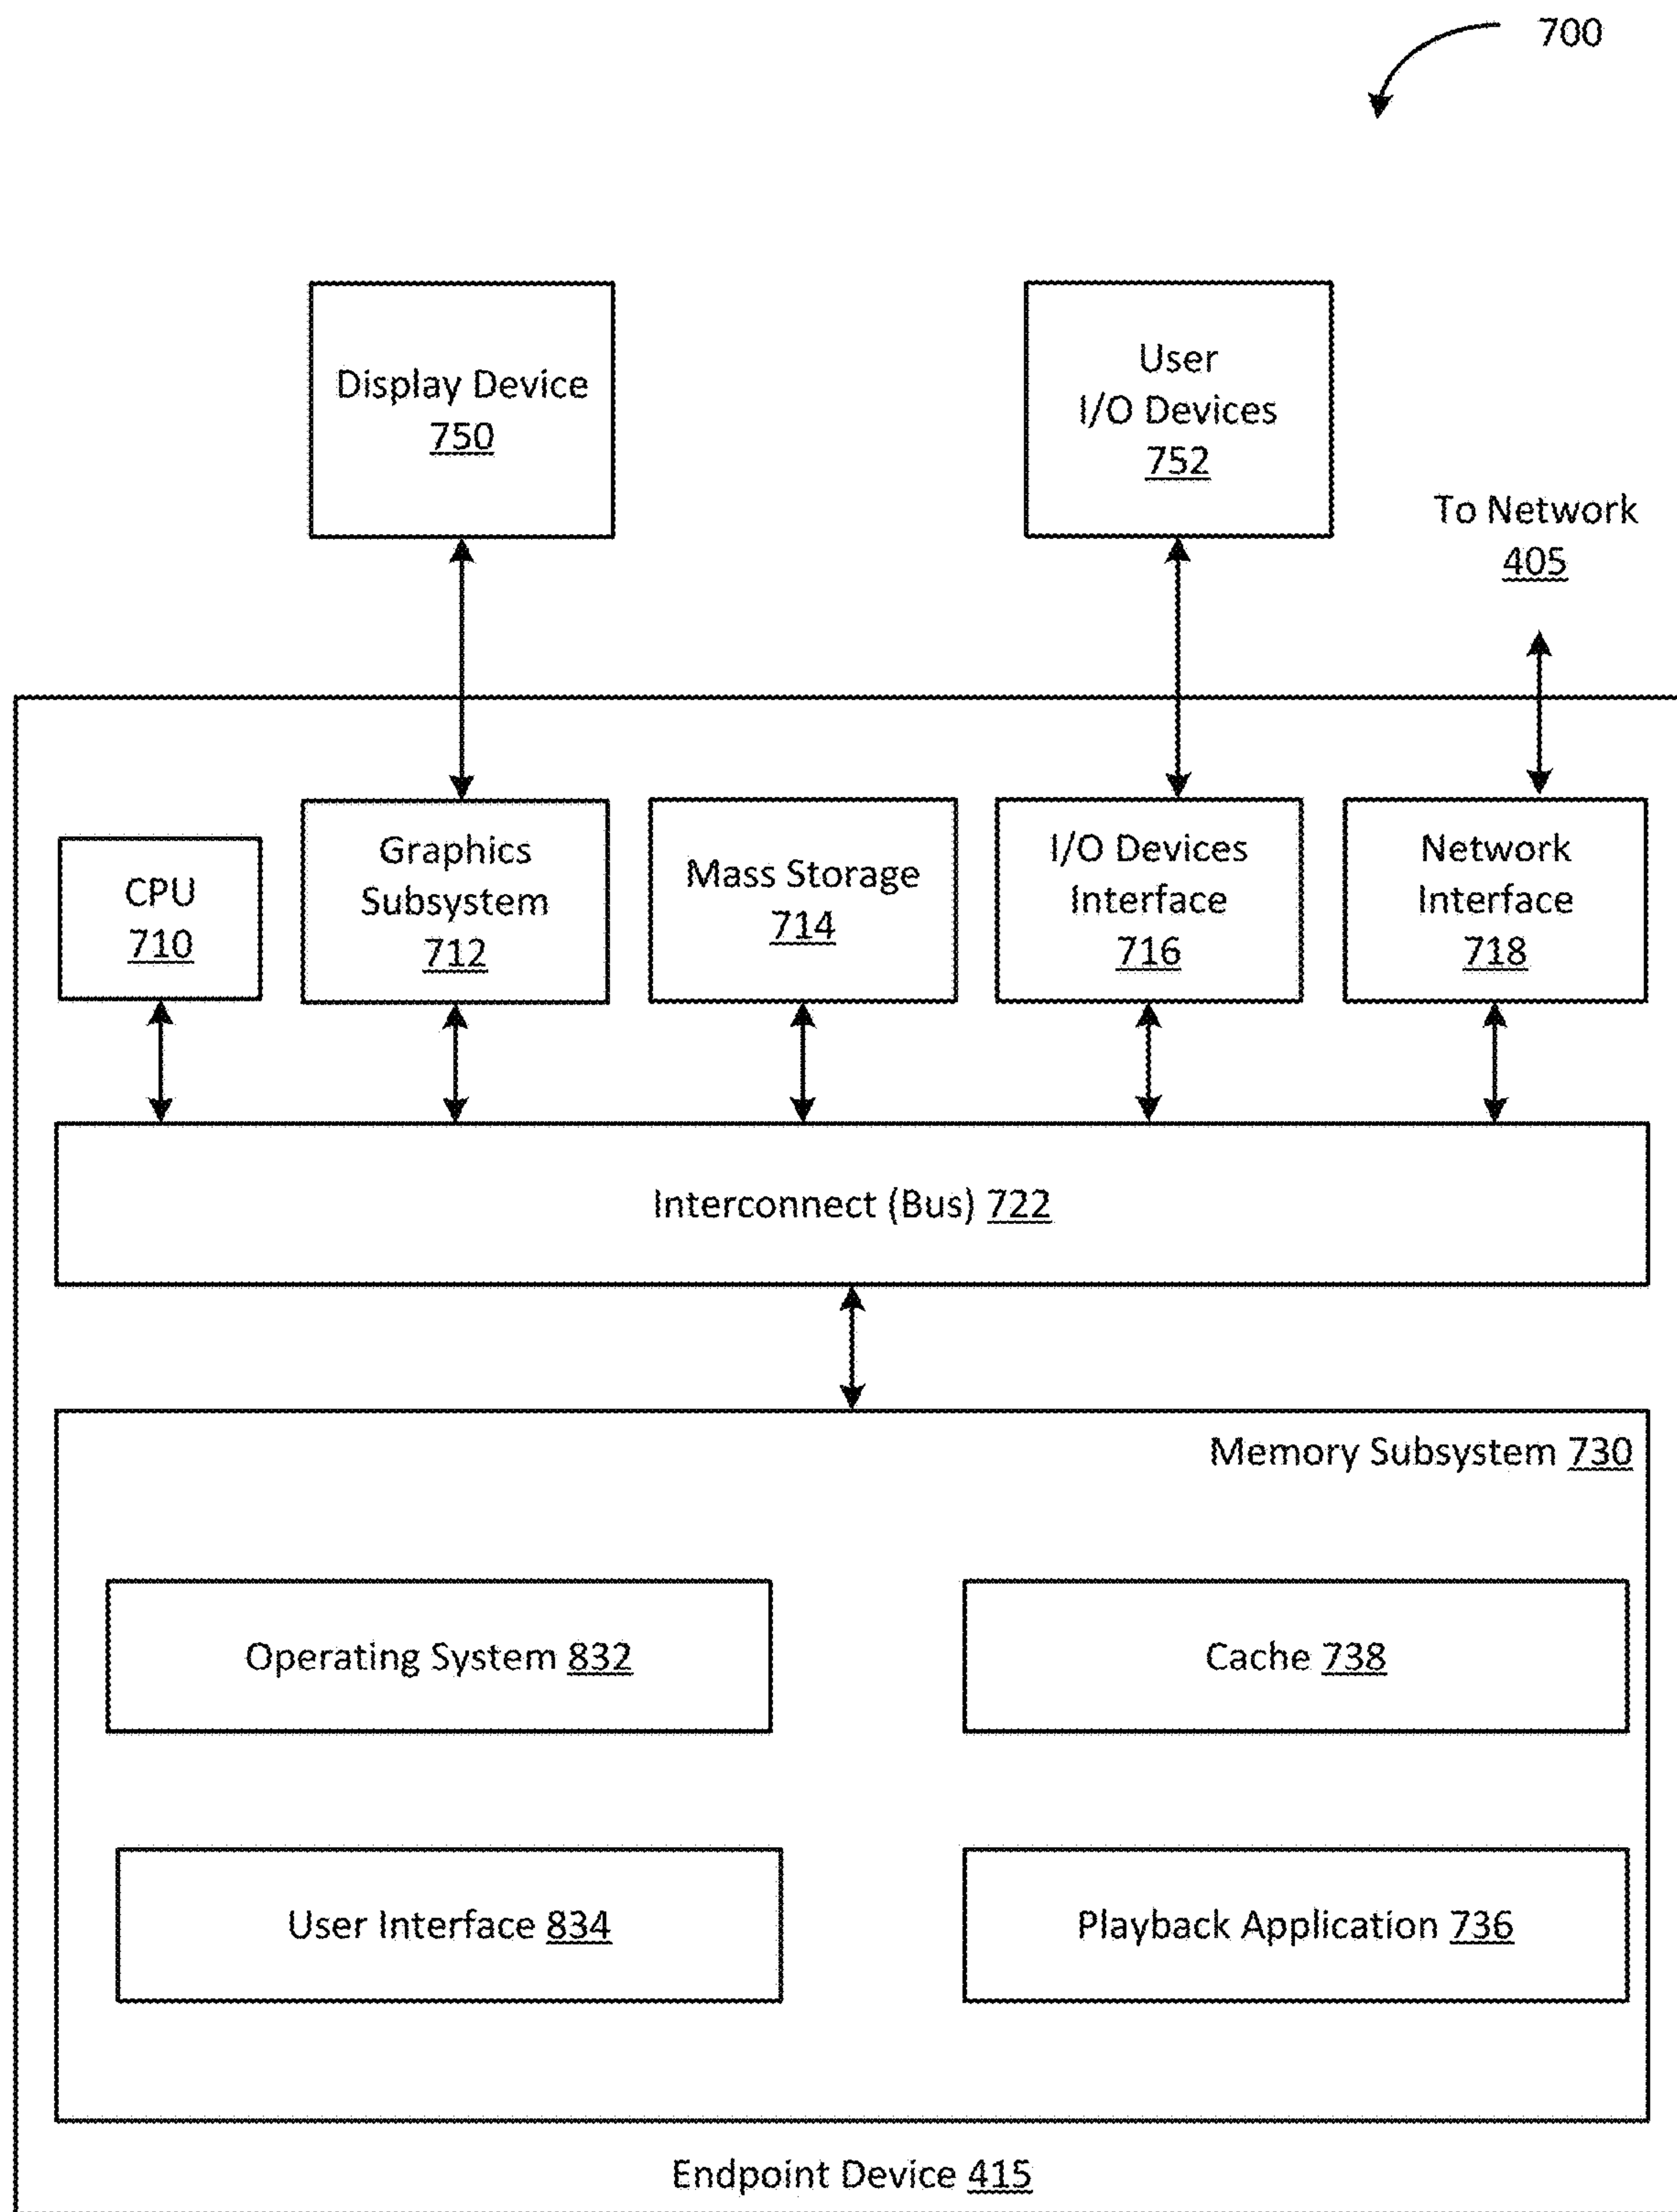 700
Display Device
750
User
I/O Devices
752
To Network
405
CPU
710
Graphics
Subsystem
712
Mass Storage
714
I/O Devices
Interface
716
Network
Interface
718
Interconnect (Bus) 722
Memory Subsystem 730
Operating System 832
Cache 738
User Interface 834
Playback Application 736
Endpoint Device 415